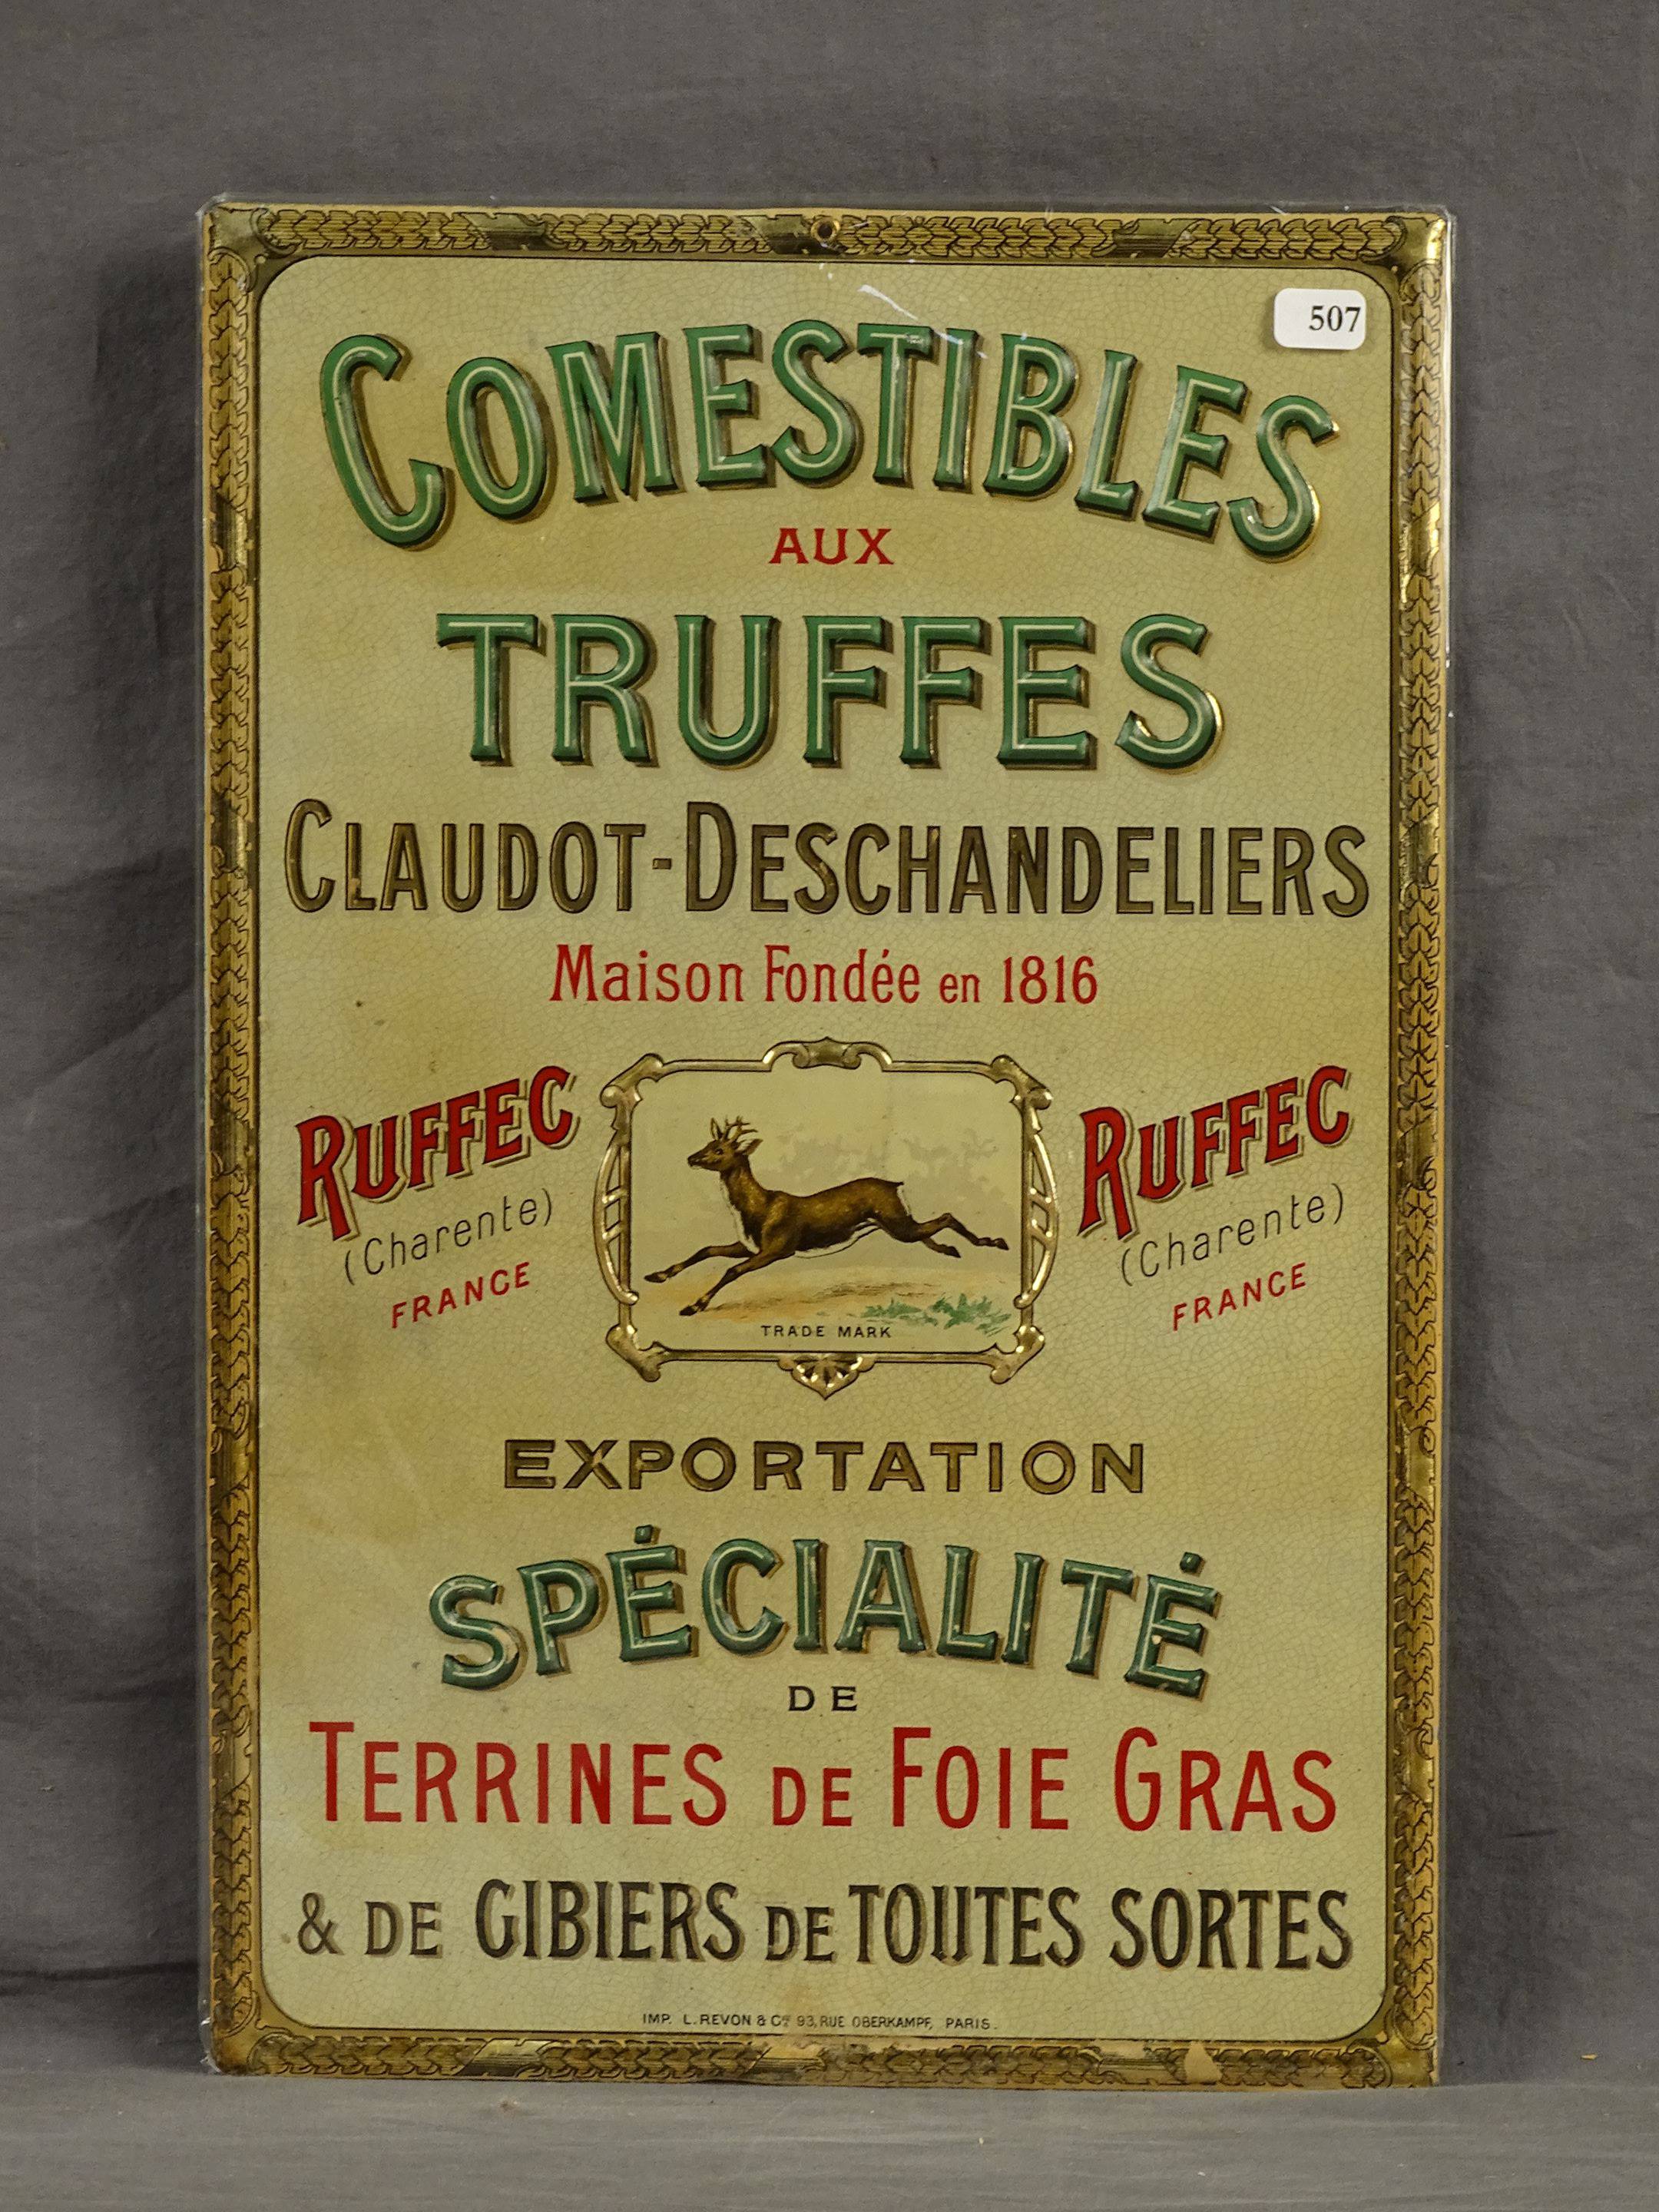 507
COMESTIBLES
AUX
TRUFFES
CLAUDOT-DESCHANDELIERS
Maison Fondée en 1816
RUFFEC
(Charente)
FRANCE
TRADE MARK
RUFFEC
(Charente)
FRANCE
EXPORTATION
SPÉCIALITÉ
DE
TERRINES DE FOIE GRAS
& DE GIBIERS DE TOUTES SORTES
IMP. L. REVON & Cie 93, RUE OBERKAMPF, PARIS.